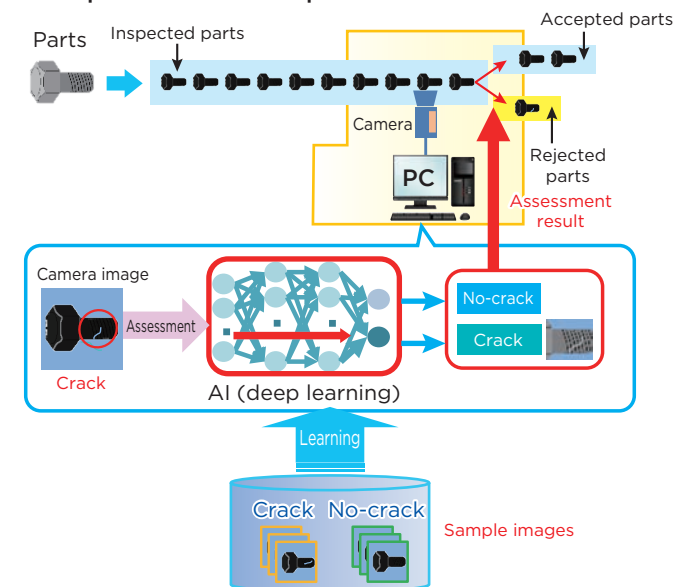 Accepted parts
Parts
Inspected parts
Camera
PC
Rejected
parts
Assessment
result
Camera image
Assessment
No-crack
Crack
Crack
AI (deep learning)
Learning
Crack No-crack
Sample images